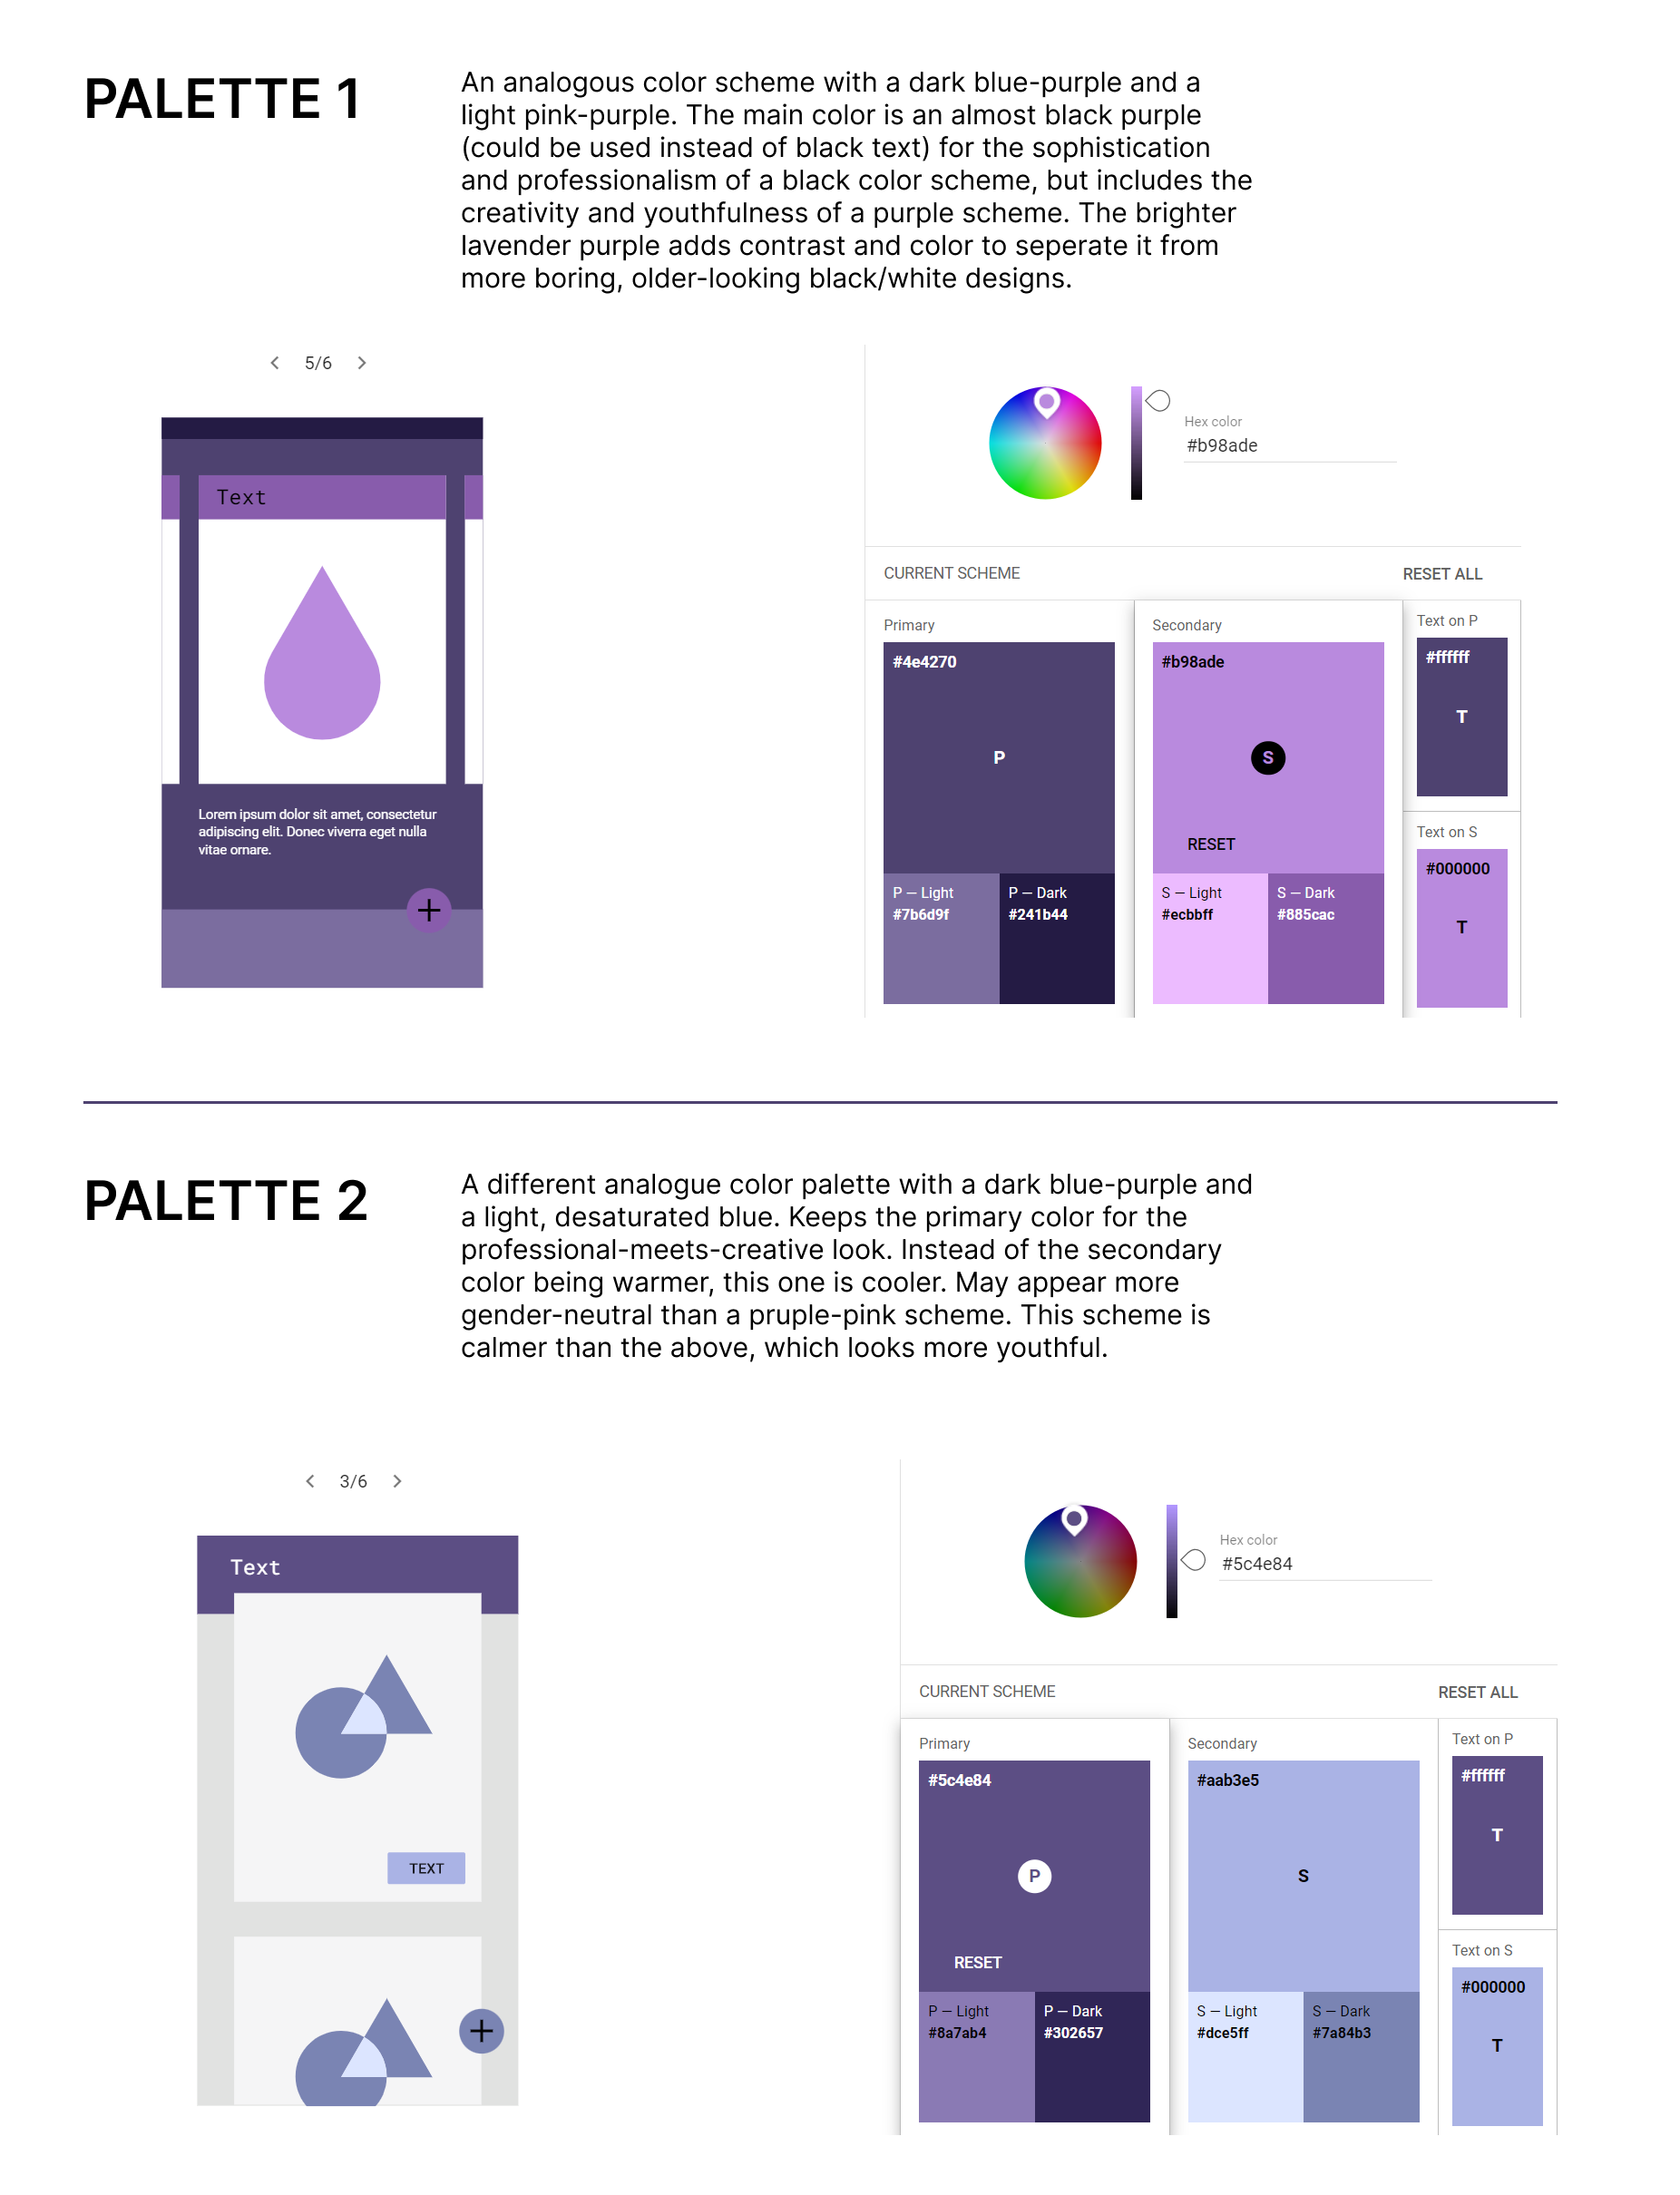 PALETTE 1
An analogous color scheme with a dark blue-purple and a
light pink-purple. The main color is an almost black purple
(could be used instead of black text) for the sophistication
and professionalism of a black color scheme, but includes the
creativity and youthfulness of a purple scheme. The brighter
lavender purple adds contrast and color to seperate it from
more boring, older-looking black/white designs.
5/6
Text
Lorem ipsum dolor sit amet, consectetur
adipiscing elit. Donec viverra eget nulla
vitae ornare.
Hex color
#b98ade
CURRENT SCHEME
RESET ALL
Primary
#4e4270
P
P — Light
#7b6d9f
P — Dark
#241b44
Secondary
#b98ade
S
RESET
S — Light
#ecbbff
S — Dark
#885cac
Text on P
#ffffff
T
Text on S
#000000
T
PALETTE 2
A different analogue color palette with a dark blue-purple and
a light, desaturated blue. Keeps the primary color for the
professional-meets-creative look. Instead of the secondary
color being warmer, this one is cooler. May appear more
gender-neutral than a pruple-pink scheme. This scheme is
calmer than the above, which looks more youthful.
3/6
Text
TEXT
Hex color
#5c4e84
CURRENT SCHEME
RESET ALL
Primary
#5c4e84
P
RESET
P — Light
#8a7ab4
P — Dark
#302657
Secondary
#aab3e5
S
S — Light
#dce5ff
S — Dark
#7a84b3
Text on P
#ffffff
T
Text on S
#000000
T